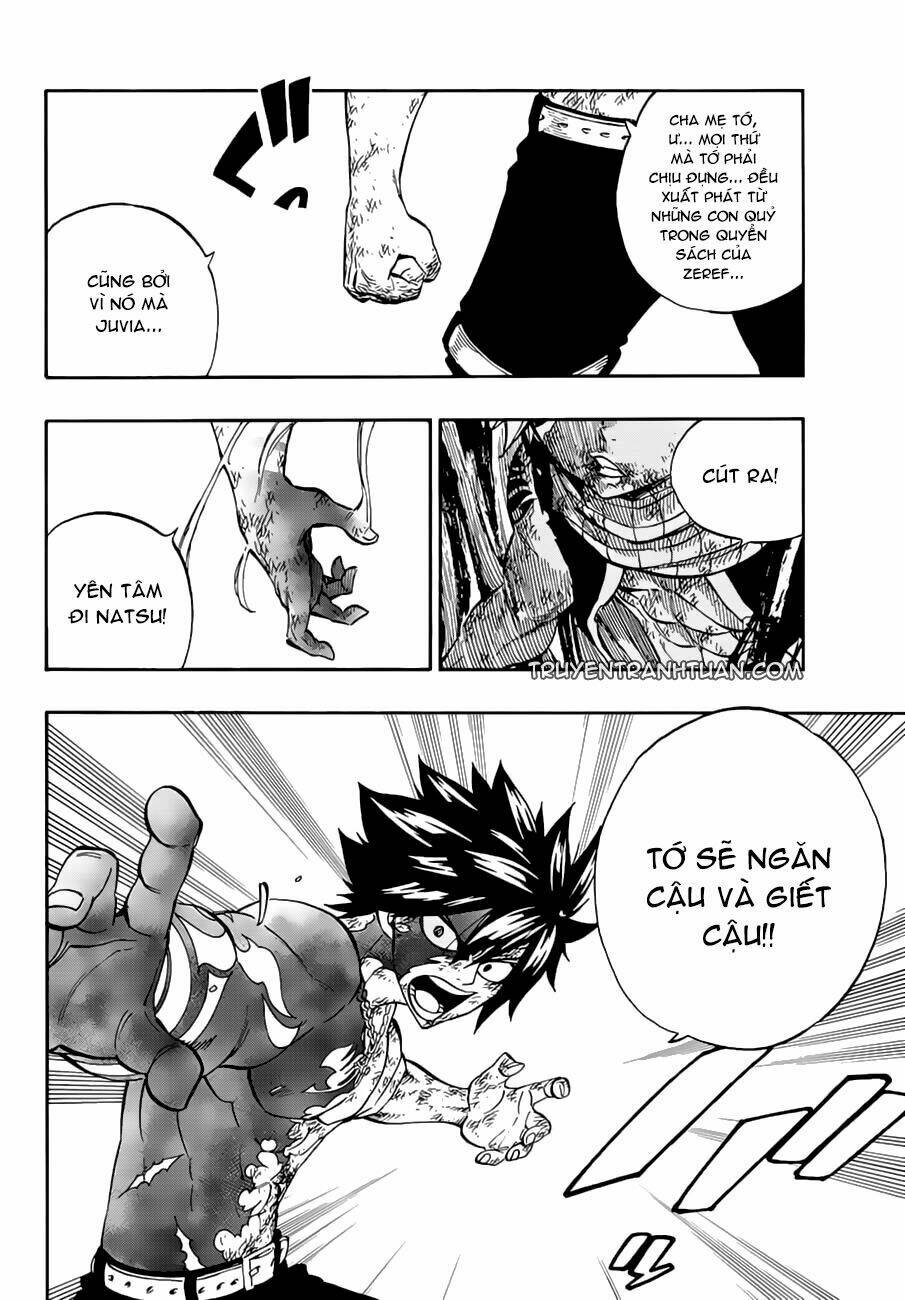 CHA MẸ TỚ,
Ư... MỌI THỨ
MÀ TỚ PHẢI
CHỊU ĐỰNG... ĐỀU
XUẤT PHÁT TỪ
NHỮNG CON QUỶ
TRONG QUYỂN
SÁCH CỦA
ZEREF...
CŨNG BỞI
VÌ NÓ MÀ
JUVIA...
CÚT RA!
YÊN TÂM
ĐI NATSU!
TRUYENTRANHTUAN.COM
TỚ SẼ NGĂN
CẬU VÀ GIẾT
CẬU!!